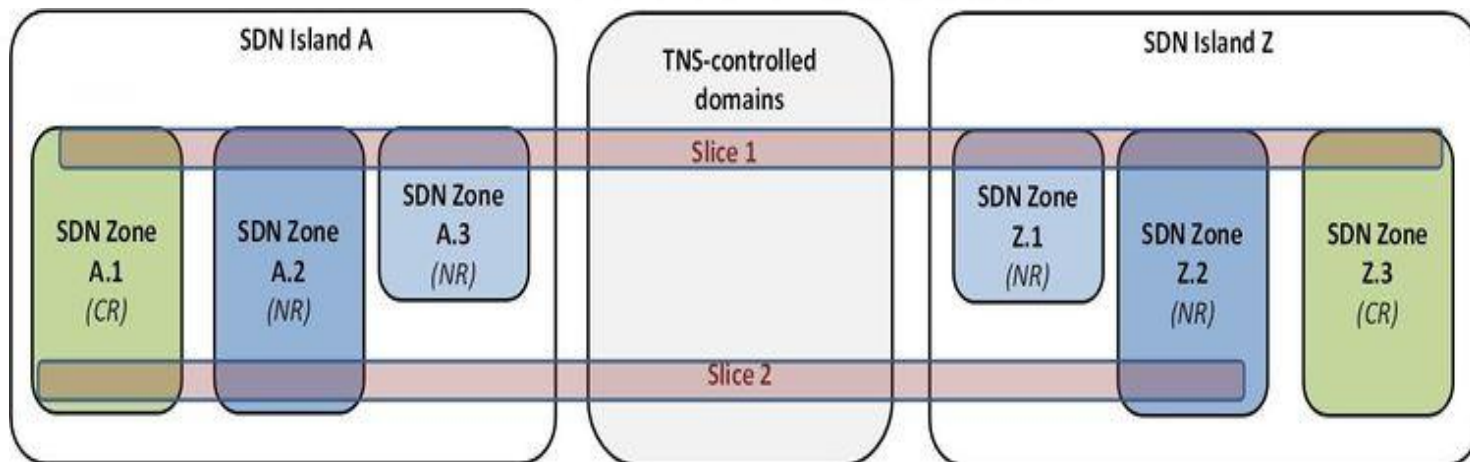 SDN Island A
TNS-controlled
domains
SDN Island Z
Slice 1
SDN Zone
A.1
(CR)
SDN Zone
A.2
(NR)
SDN Zone
A.3
(NR)
SDN Zone
Z.1
(NR)
SDN Zone
Z.2
(NR)
SDN Zone
Z.3
(CR)
Slice 2